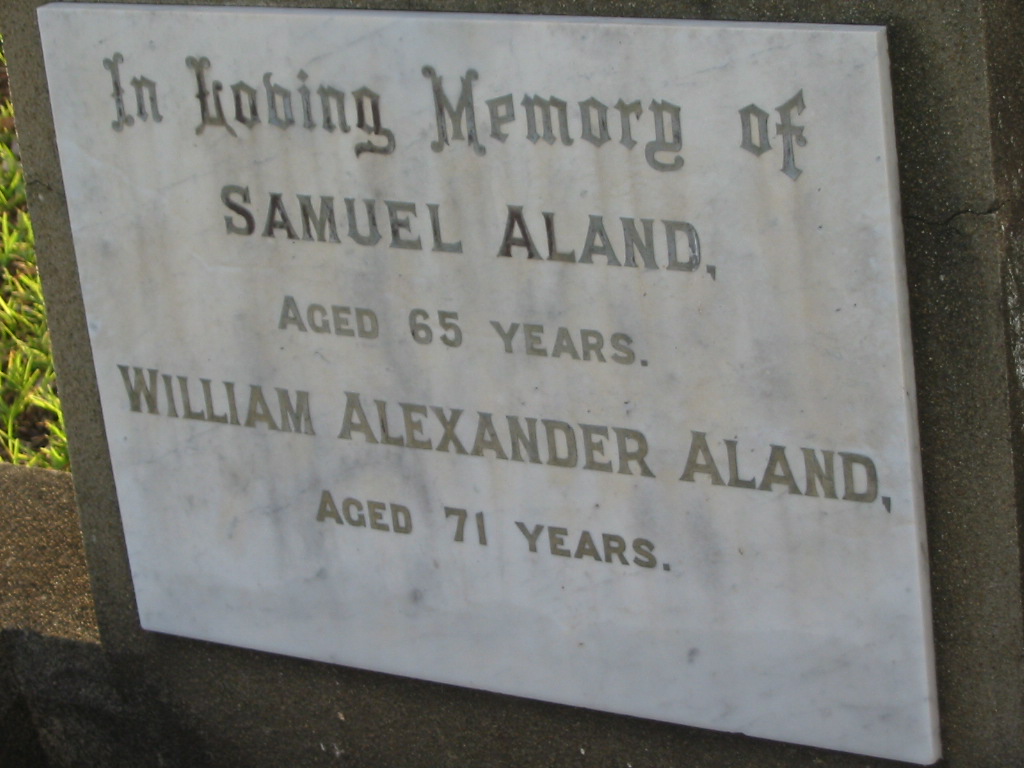 In Loving Memory of
SAMUEL ALAND,
AGED 65 YEARS.
WILLIAM ALEXANDER ALAND,
AGED 71 YEARS.